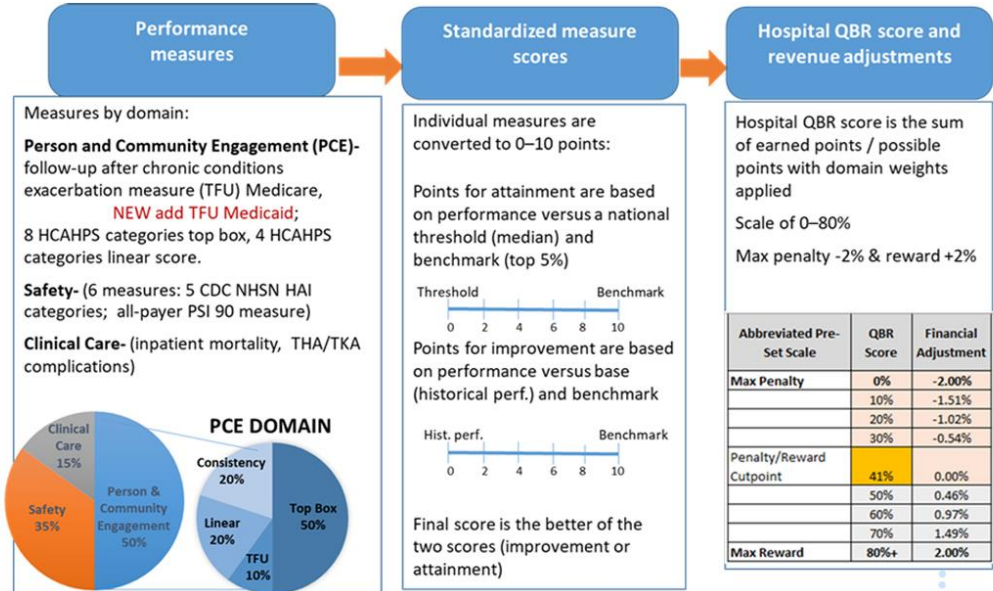 Performance
measures
Measures by domain:
Person and Community Engagement (PCE)-
follow-up after chronic conditions
exacerbation measure (TFU) Medicare,
NEW add TFU Medicaid;
8 HCAHPS categories top box, 4 HCAHPS
categories linear score.
Safety- (6 measures: 5 CDC NHSN HAI
categories; all-payer PSI 90 measure)
Clinical Care- (inpatient mortality, THA/TKA
complications)
Clinical
Care
15%
Safety
35%
Person &
Community
Engagement
50%
PCE DOMAIN
Consistency
20%
Linear
20%
TFU
10%
Top Box
50%
Standardized measure
scores
Individual measures are
converted to 0–10 points:
Points for attainment are based
on performance versus a national
threshold (median) and
benchmark (top 5%)
Threshold Benchmark
0 2 4 6 8 10
Points for improvement are based
on performance versus base
(historical perf.) and benchmark
Hist. perf. Benchmark
0 2 4 6 8 10
Final score is the better of the
two scores (improvement or
attainment)
Hospital QBR score and
revenue adjustments
Hospital QBR score is the sum
of earned points / possible
points with domain weights
applied
Scale of 0–80%
Max penalty -2% & reward +2%
Abbreviated Pre-
Set Scale
QBR
Score
Financial
Adjustment
Max Penalty 0% -2.00%
10% -1.51%
20% -1.02%
30% -0.54%
Penalty/Reward
Cutpoint 41% 0.00%
50% 0.46%
60% 0.97%
70% 1.49%
Max Reward 80%+ 2.00%